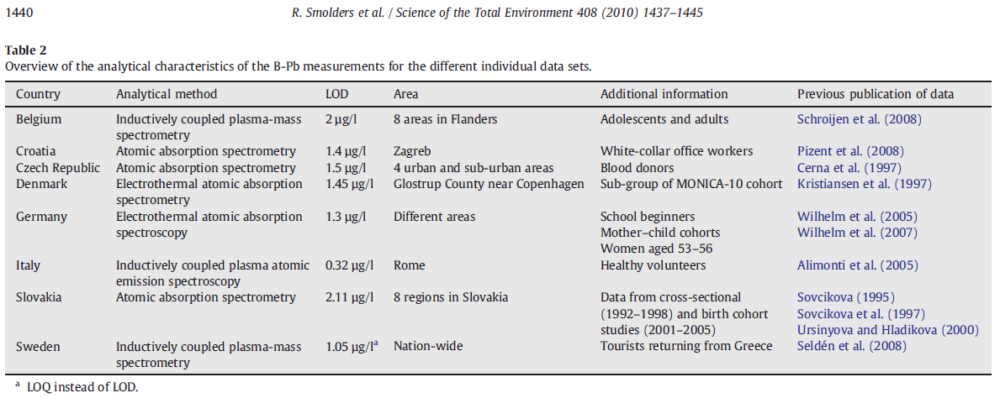 1440 R. Smolders et al. / Science of the Total Environment 408 (2010) 1437–1445
Table 2
Overview of the analytical characteristics of the B-Pb measurements for the different individual data sets.
Country Analytical method LOD Area Additional information Previous publication of data
Belgium Inductively coupled plasma-mass 2 μg/l 8 areas in Flanders Adolescents and adults Schroijen et al. (2008)
spectrometry
Croatia Atomic absorption spectrometry 1.4 μg/l Zagreb White-collar office workers Pizent et al. (2008)
Czech Republic Atomic absorption spectrometry 1.5 μg/l 4 urban and sub-urban areas Blood donors Cerna et al. (1997)
Denmark Electrothermal atomic absorption 1.45 μg/l Glostrup County near Copenhagen Sub-group of MONICA-10 cohort Kristiansen et al. (1997)
spectrometry
Germany Electrothermal atomic absorption 1.3 μg/l Different areas School beginners Wilhelm et al. (2005)
spectroscopy Mother–child cohorts Wilhelm et al. (2007)
Women aged 53–56
Italy Inductively coupled plasma atomic 0.32 μg/l Rome Healthy volunteers Alimonti et al. (2005)
emission spectroscopy
Slovakia Atomic absorption spectrometry 2.11 μg/l 8 regions in Slovakia Data from cross-sectional Sovcikova (1995)
(1992–1998) and birth cohort Sovcikova et al. (1997)
studies (2001–2005) Ursinyova and Hladikova (2000)
Sweden Inductively coupled plasma-mass 1.05 μg/lᵃ Nation-wide Tourists returning from Greece Seldén et al. (2008)
spectrometry
ᵃ LOQ instead of LOD.